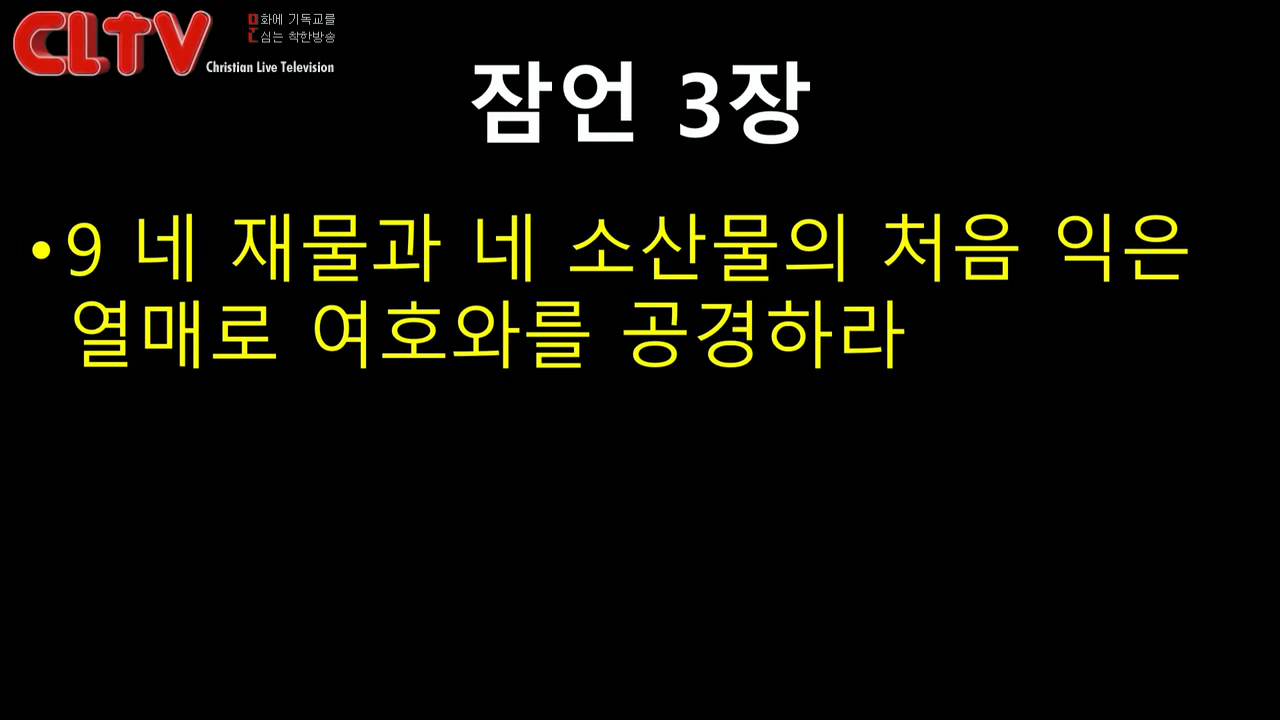 CLTV
문화에 기독교를
심는 착한방송
Christian Live Television
잠언 3장
•9 네 재물과 네 소산물의 처음 익은
열매로 여호와를 공경하라